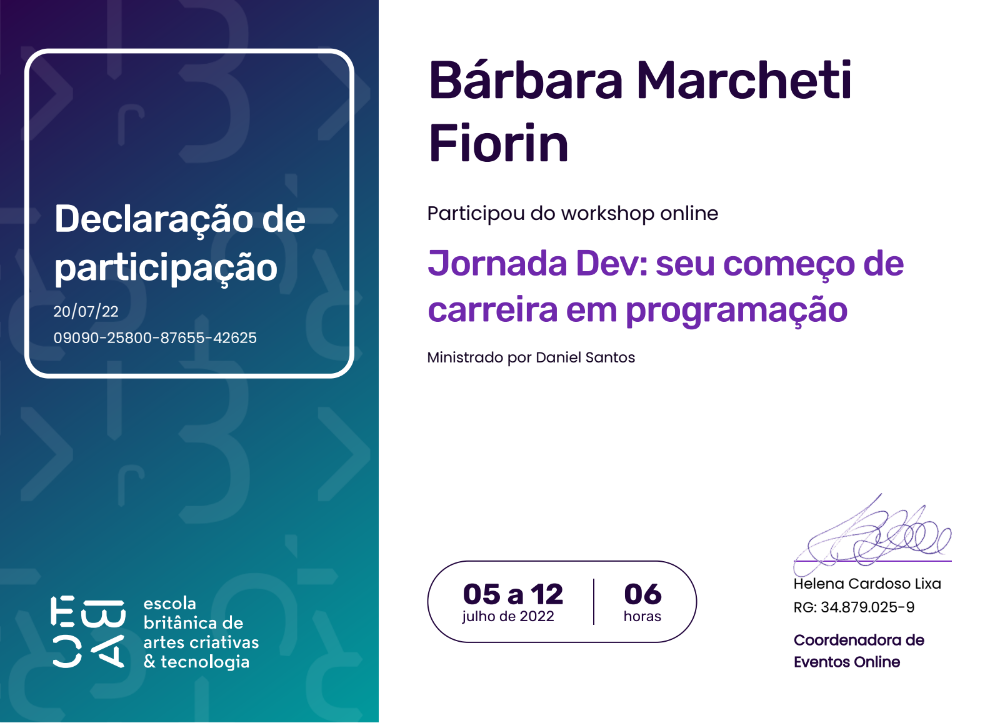 Declaração de
participação
20/07/22
09090-25800-87655-42625
EBAC
escola
britânica de
artes criativas
& tecnologia
Bárbara Marcheti
Fiorin
Participou do workshop online
Jornada Dev: seu começo de
carreira em programação
Ministrado por Daniel Santos
05 a 12
julho de 2022
06
horas
Helena Cardoso Lixa
RG: 34.879.025-9
Coordenadora de
Eventos Online